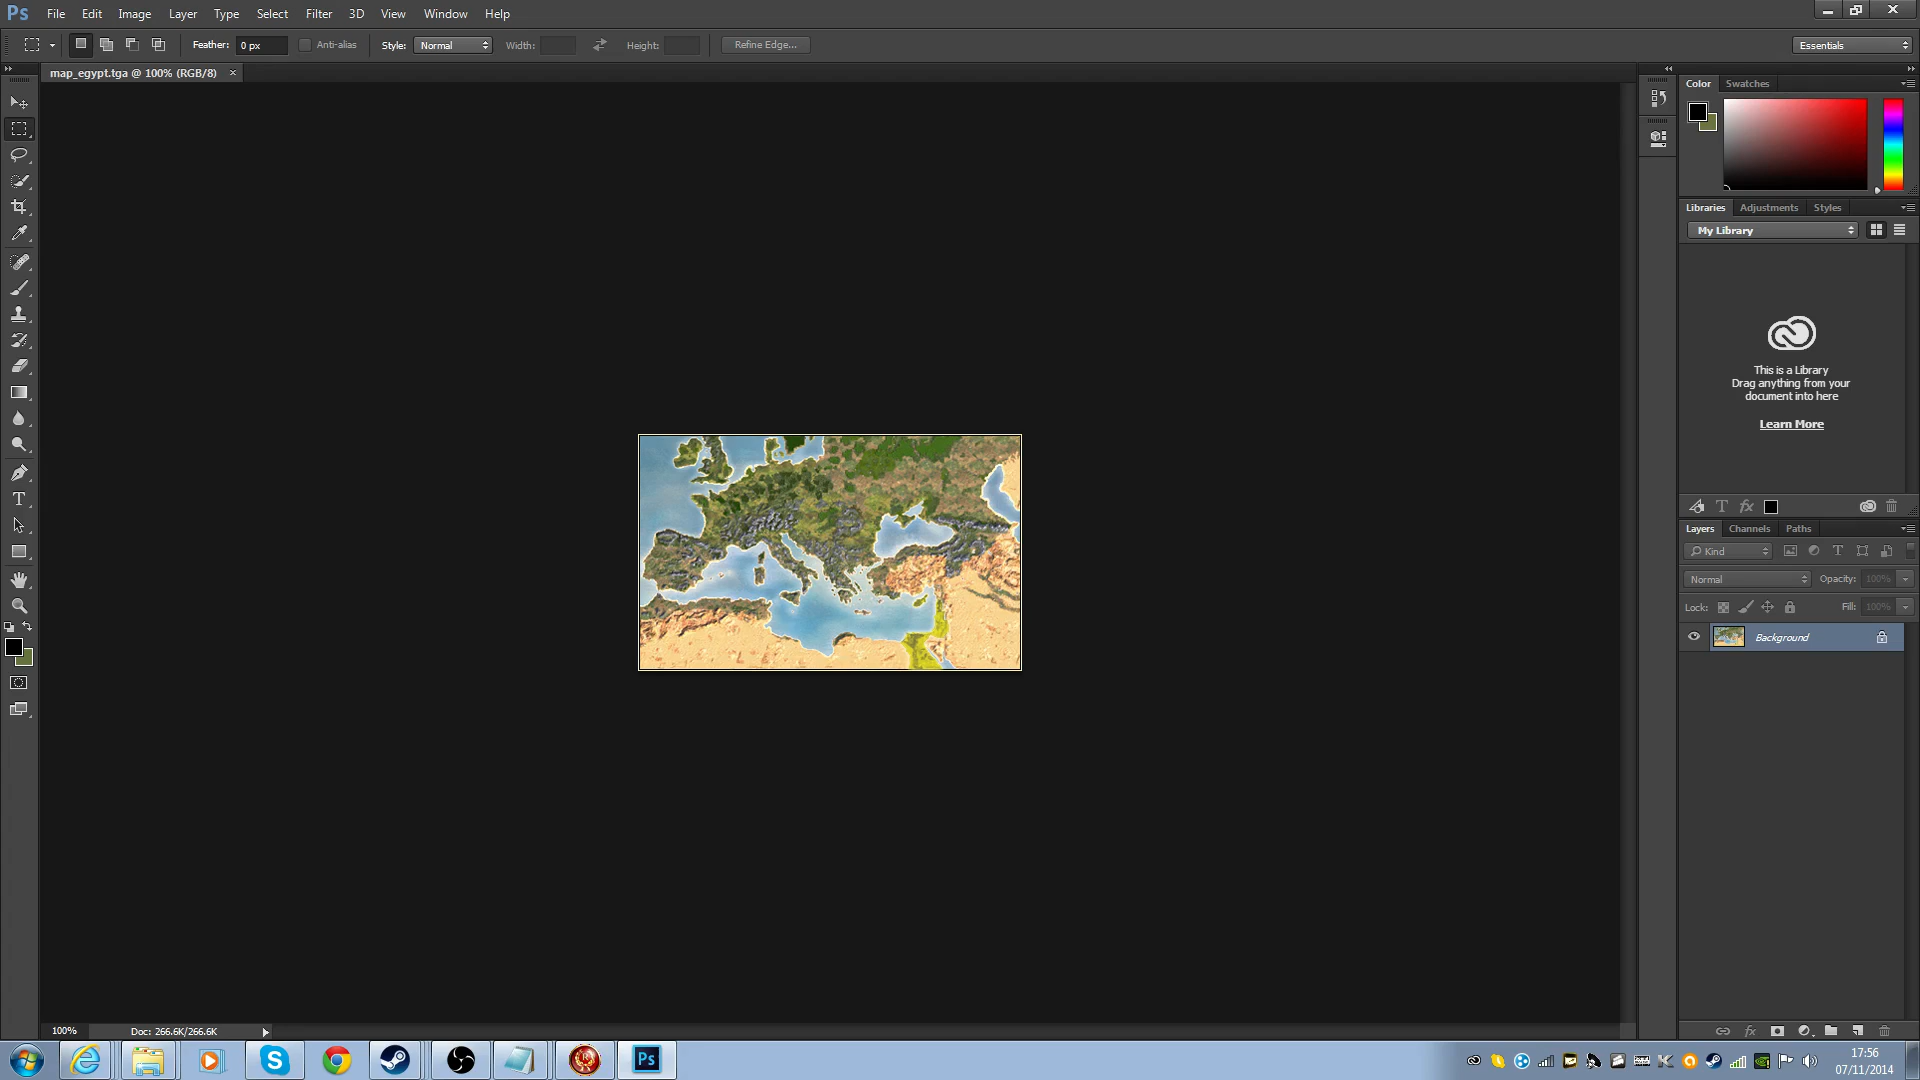 Ps File Edit Image Layer Type Select Filter 3D View Window Help
Feather: 0 px Anti-alias Style: Normal Width: Height: Refine Edge... Essentials
map_egypt.tga @ 100% (RGB/8) ×
Color Swatches
Libraries Adjustments Styles
My Library
This is a Library
Drag anything from your
document into here
Learn More
Layers Channels Paths
Kind
Normal Opacity: 100%
Lock: Fill: 100%
Background
100% Doc: 266.6K/266.6K
Ps 17:56
07/11/2014